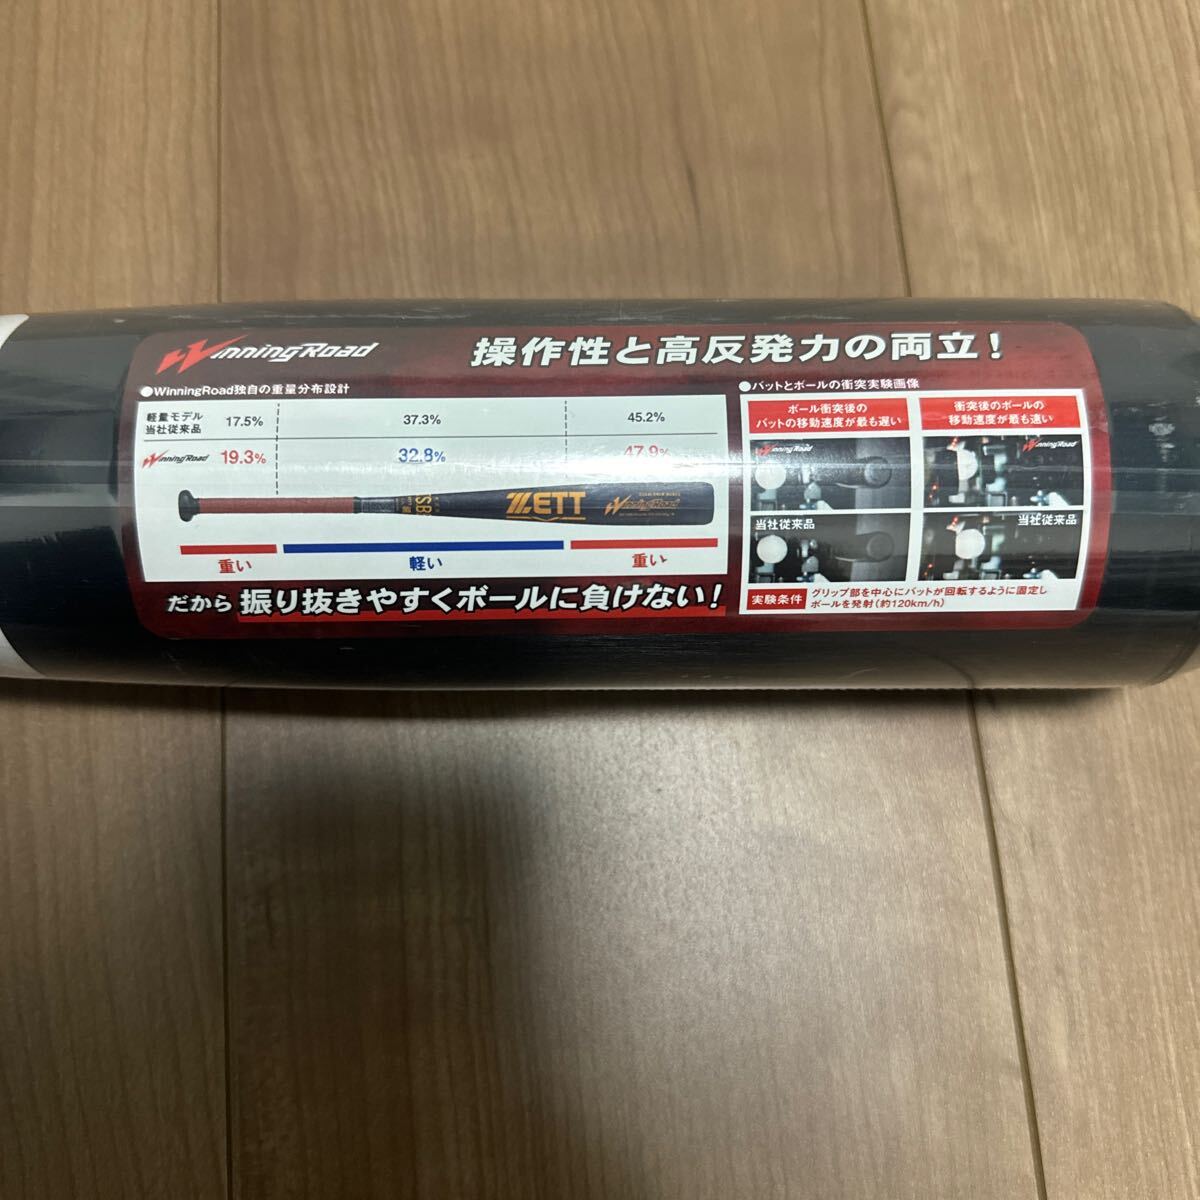 WinningRoad
操作性と高反発力の両立！
●WinningRoad独自の重量分布設計
軽量モデル
当社従来品
17.5%
37.3%
45.2%
WinningRoad
19.3%
32.8%
47.9%
SB
ZETT
WinningRoad
重い
軽い
重い
だから 振り抜きやすくボールに負けない！
●バットとボールの衝突実験画像
ボール衝突後の
バットの移動速度が最も遅い
衝突後のボールの
移動速度が最も速い
WinningRoad
WinningRoad
当社従来品
当社従来品
実験条件
グリップ部を中心にバットが回転するように固定し
ボールを発射(約120km/h)